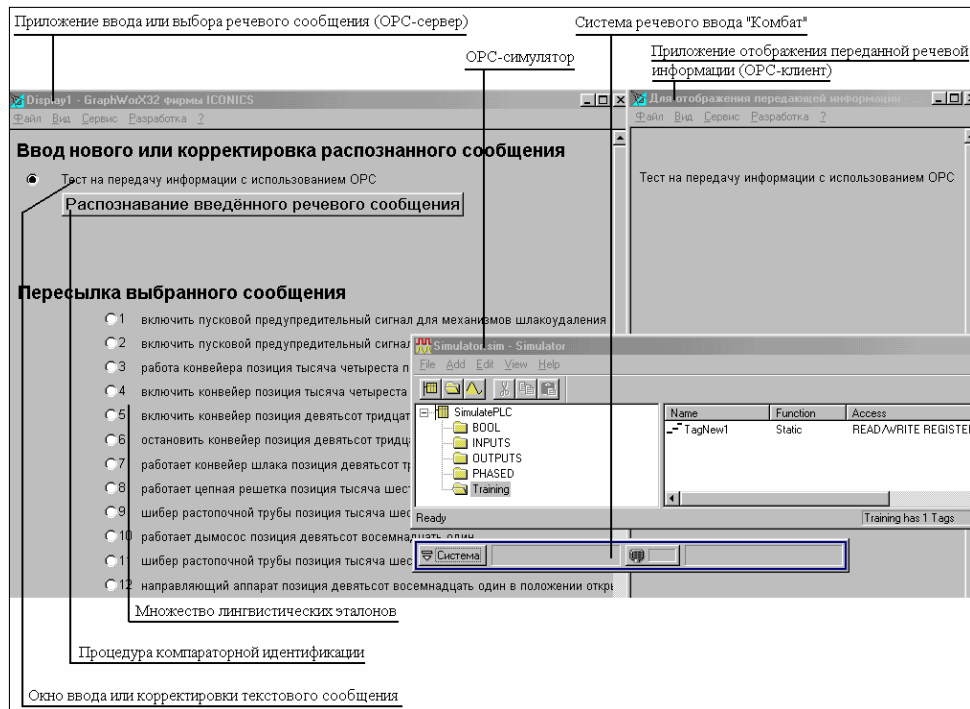 Приложение ввода или выбора речевого сообщения (ОРС-сервер)
Система речевого ввода "Комбат"
ОРС-симулятор
Приложение отображения переданной речевой
информации (ОРС-клиент)
Display1 - GraphWorX32 фирмы ICONICS
Файл Вид Сервис Разработка ?
Ввод нового или корректировка распознанного сообщения
Тест на передачу информации с использованием ОРС
Распознавание введённого речевого сообщения
Для отображения передающей информации - ...
Файл Вид Сервис Разработка ?
Тест на передачу информации с использованием ОРС
Пересылка выбранного сообщения
1 включить пусковой предупредительный сигнал для механизмов шлакоудаления
2 включить пусковой предупредительный сигнал
3 работа конвейера позиция тысяча четыреста п
4 включить конвейер позиция тысяча четыреста
5 включить конвейер позиция девятьсот тридцат
6 остановить конвейер позиция девятьсот тридца
7 работает конвейер шлака позиция девятьсот т
8 работает цепная решетка позиция тысяча шест
9 шибер растопочной трубы позиция тысяча шес
10 работает дымосос позиция девятьсот восемнадцать один
11 шибер растопочной трубы позиция тысяча шес
12 направляющий аппарат позиция девятьсот восемнадцать один в положении откры
Simulator.sim - Simulator
File Add Edit View Help
SimulatePLC
BOOL
INPUTS
OUTPUTS
PHASED
Training
Name Function Access
TagNew1 Static READ/WRITE REGISTER
Ready Training has 1 Tags
Система
Множество лингвистических эталонов
Процедура компараторной идентификации
Окно ввода или корректировки текстового сообщения